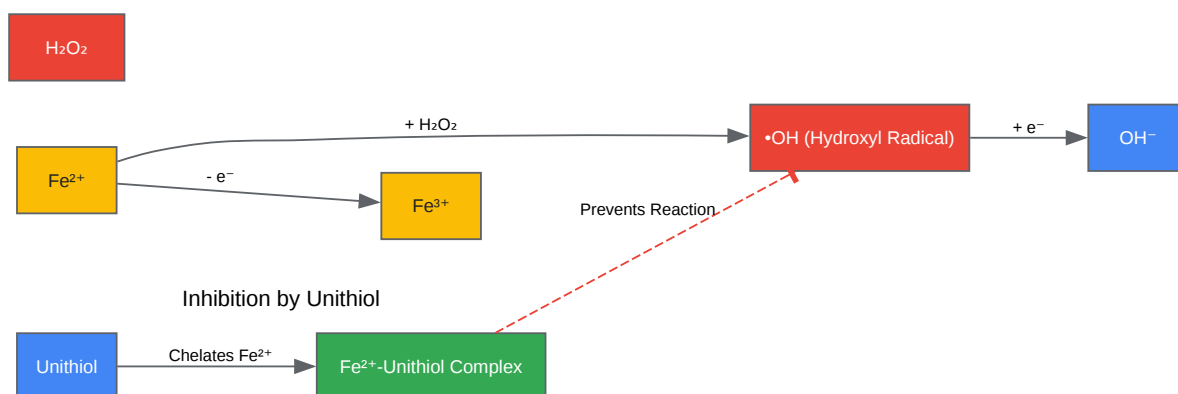 H₂O₂
+ H₂O₂
•OH (Hydroxyl Radical)
+ e⁻
OH⁻
Fe²⁺
- e⁻
Fe³⁺
Prevents Reaction
Inhibition by Unithiol
Unithiol
Chelates Fe²⁺
Fe²⁺-Unithiol Complex